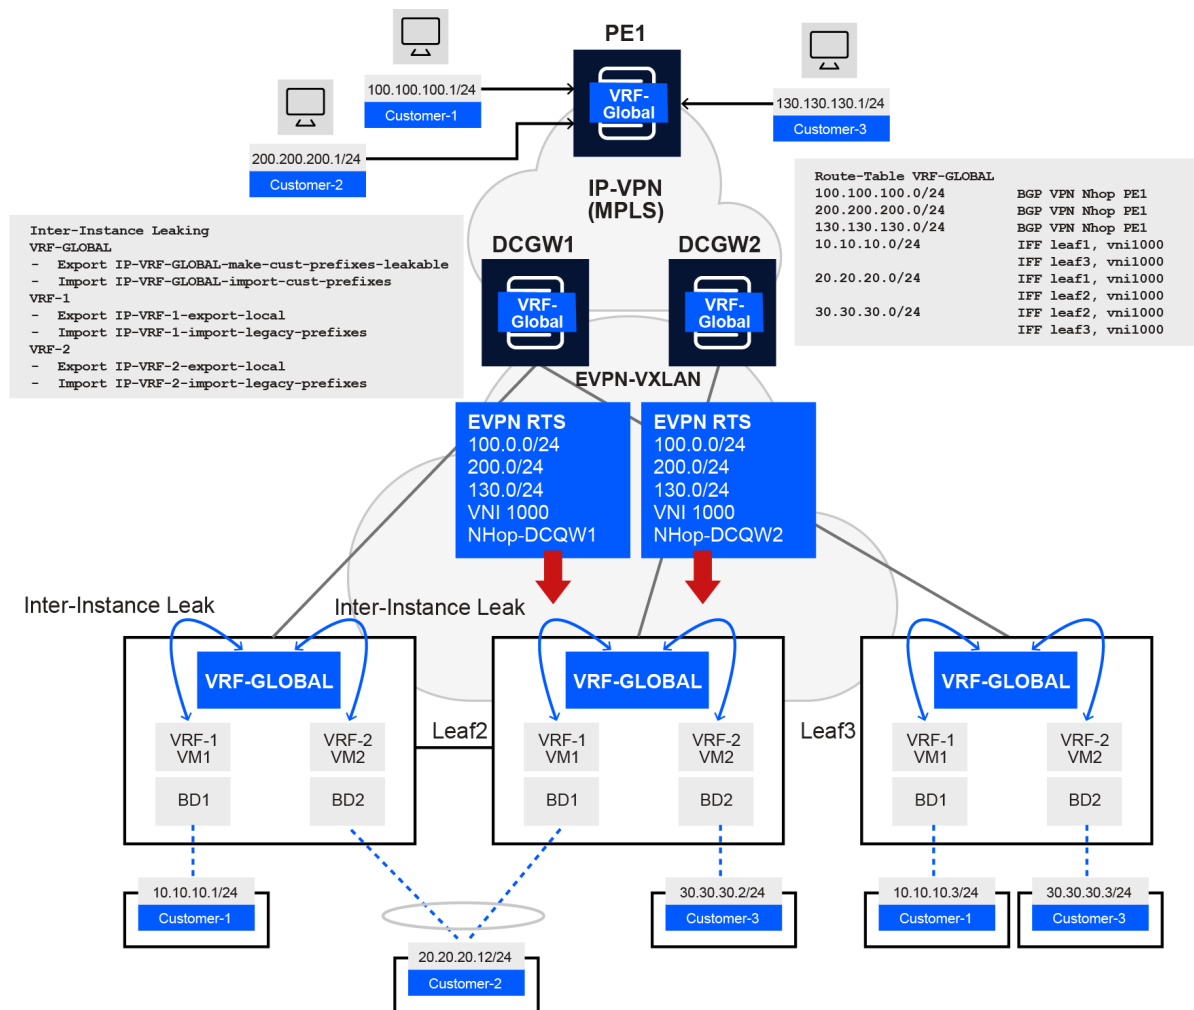 PE1
VRF-
Global
100.100.100.1/24
Customer-1
200.200.200.1/24
Customer-2
130.130.130.1/24
Customer-3
IP-VPN
(MPLS)
Inter-Instance Leaking
VRF-GLOBAL
- Export IP-VRF-GLOBAL-make-cust-prefixes-leakable
- Import IP-VRF-GLOBAL-import-cust-prefixes
VRF-1
- Export IP-VRF-1-export-local
- Import IP-VRF-1-import-legacy-prefixes
VRF-2
- Export IP-VRF-2-export-local
- Import IP-VRF-2-import-legacy-prefixes
Route-Table VRF-GLOBAL
100.100.100.0/24 BGP VPN Nhop PE1
200.200.200.0/24 BGP VPN Nhop PE1
130.130.130.0/24 BGP VPN Nhop PE1
10.10.10.0/24 IFF leaf1, vni1000
IFF leaf3, vni1000
20.20.20.0/24 IFF leaf1, vni1000
IFF leaf2, vni1000
30.30.30.0/24 IFF leaf2, vni1000
IFF leaf3, vni1000
DCGW1
VRF-
Global
DCGW2
VRF-
Global
EVPN-VXLAN
EVPN RTS
100.0.0/24
200.0/24
130.0/24
VNI 1000
NHop-DCQW1
EVPN RTS
100.0.0/24
200.0/24
130.0/24
VNI 1000
NHop-DCQW2
Inter-Instance Leak
Inter-Instance Leak
VRF-GLOBAL
VRF-1
VM1
VRF-2
VM2
BD1
BD2
Leaf2
VRF-GLOBAL
VRF-1
VM1
VRF-2
VM2
BD1
BD2
Leaf3
VRF-GLOBAL
VRF-1
VM1
VRF-2
VM2
BD1
BD2
10.10.10.1/24
Customer-1
20.20.20.12/24
Customer-2
30.30.30.2/24
Customer-3
10.10.10.3/24
Customer-1
30.30.30.3/24
Customer-3